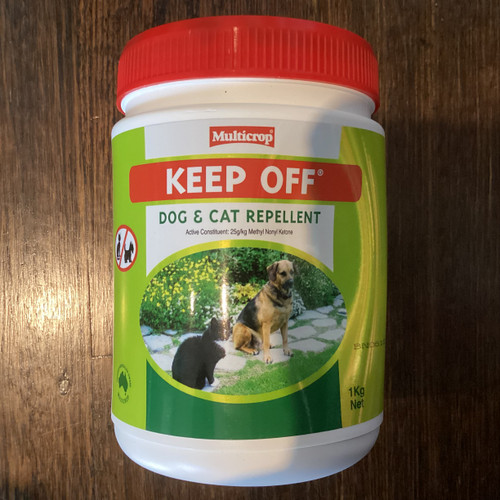 Multicrop®
KEEP OFF®
DOG & CAT REPELLENT
Active Constituent: 25g/kg Methyl Nonyl Ketone
1Kg
Net